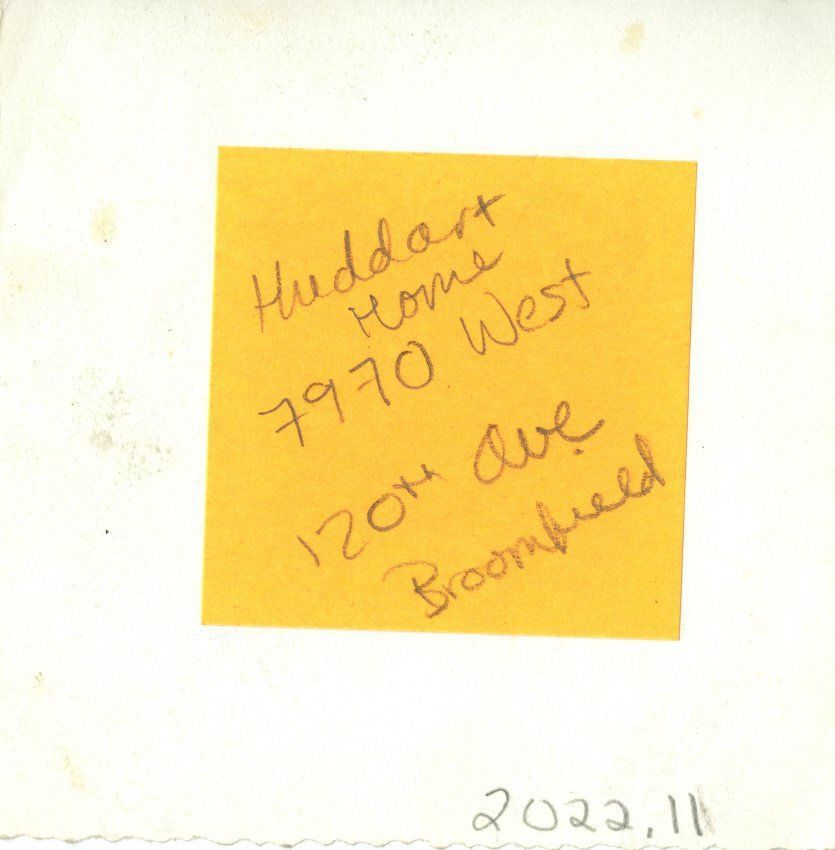 Huddart
Home
7970 West
120th Ave
Broomfield
2022.11